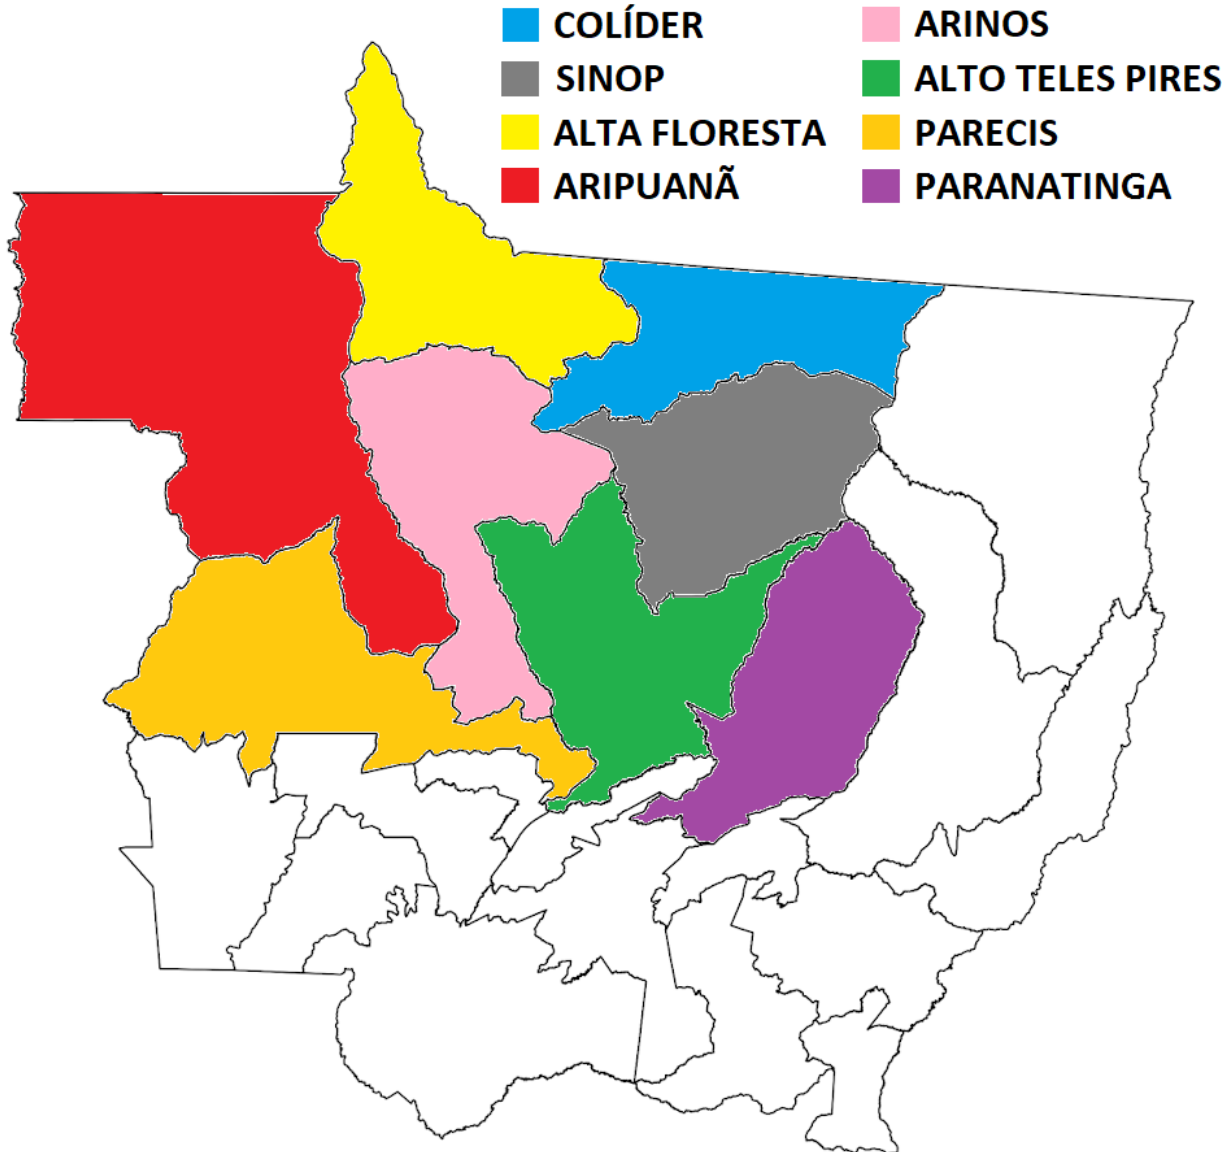 COLÍDER
SINOP
ALTA FLORESTA
ARIPUANÃ
ARINOS
ALTO TELES PIRES
PARECIS
PARANATINGA